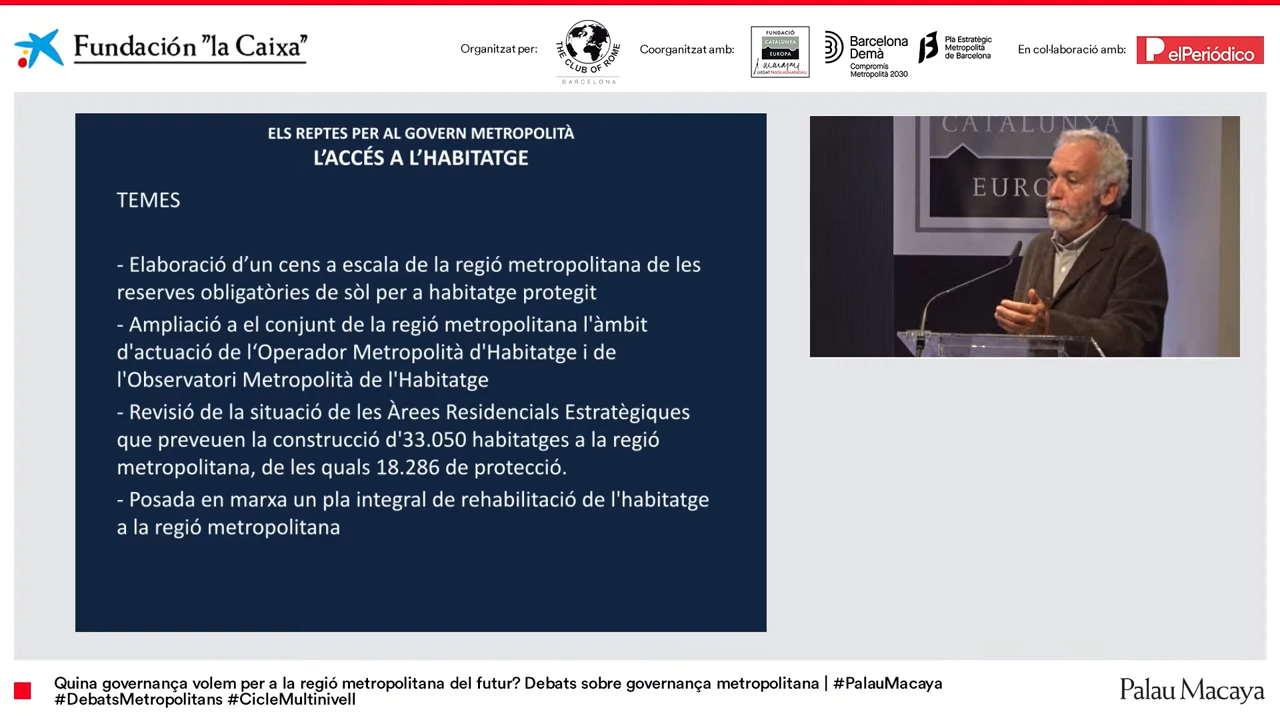 Fundación "la Caixa"
Organitzat per:
THE CLUB OF ROME
BARCELONA
Coorganitzat amb:
FUNDACIÓ
CATALUNYA
EUROPA
LLEGAT PASQUAL MARAGALL
Barcelona
Demà
Compromís
Metropolità 2030
Pla Estratègic
Metropolità
de Barcelona
En col·laboració amb:
elPeriódico
ELS REPTES PER AL GOVERN METROPOLITÀ
L'ACCÉS A L'HABITATGE
TEMES
- Elaboració d'un cens a escala de la regió metropolitana de les
reserves obligatòries de sòl per a habitatge protegit
- Ampliació a el conjunt de la regió metropolitana l'àmbit
d'actuació de l‘Operador Metropolità d'Habitatge i de
l'Observatori Metropolità de l'Habitatge
- Revisió de la situació de les Àrees Residencials Estratègiques
que preveuen la construcció d'33.050 habitatges a la regió
metropolitana, de les quals 18.286 de protecció.
- Posada en marxa un pla integral de rehabilitació de l'habitatge
a la regió metropolitana
CATALUNYA
EURO
Quina governança volem per a la regió metropolitana del futur? Debats sobre governança metropolitana | #PalauMacaya
#DebatsMetropolitans #CicleMultinivell
Palau Macaya